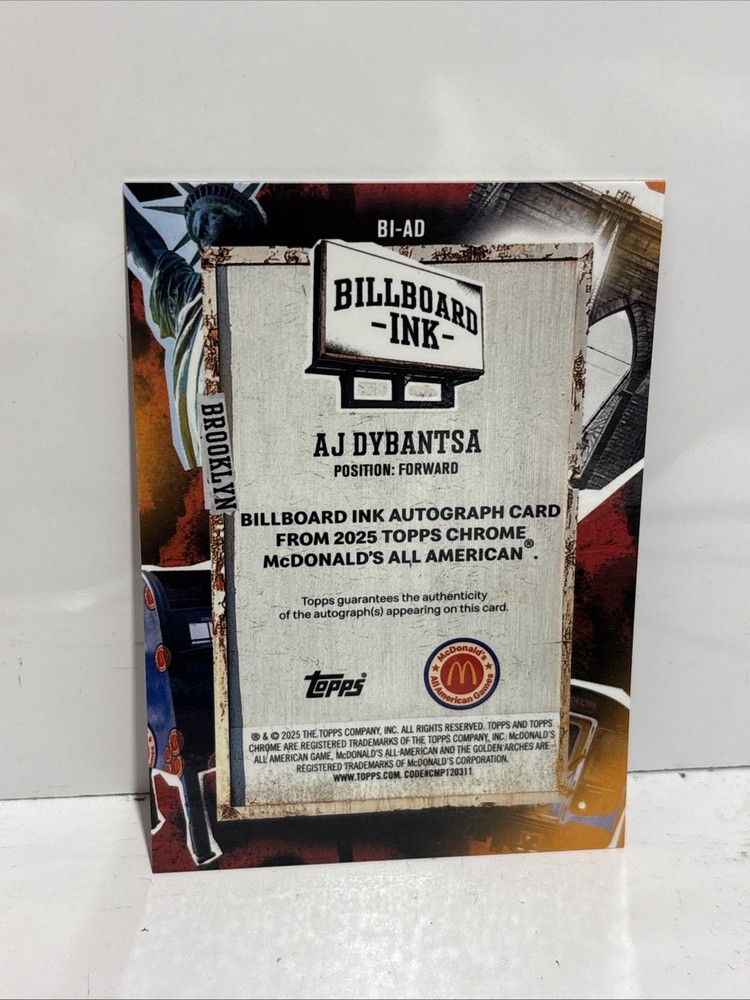 BI-AD
BILLBOARD
-INK-
BROOKLYN
AJ DYBANTSA
POSITION: FORWARD
BILLBOARD INK AUTOGRAPH CARD
FROM 2025 TOPPS CHROME
McDONALD'S ALL AMERICAN®.
Topps guarantees the authenticity
of the autograph(s) appearing on this card.
topps®
McDonald's
All American Games
® & © 2025 THE TOPPS COMPANY, INC. ALL RIGHTS RESERVED. TOPPS AND TOPPS
CHROME ARE REGISTERED TRADEMARKS OF THE TOPPS COMPANY, INC. McDONALD'S
ALL AMERICAN GAME, McDONALD'S ALL AMERICAN AND THE GOLDEN ARCHES ARE
REGISTERED TRADEMARKS OF McDONALD'S CORPORATION.
WWW.TOPPS.COM. CODE#CMP120311